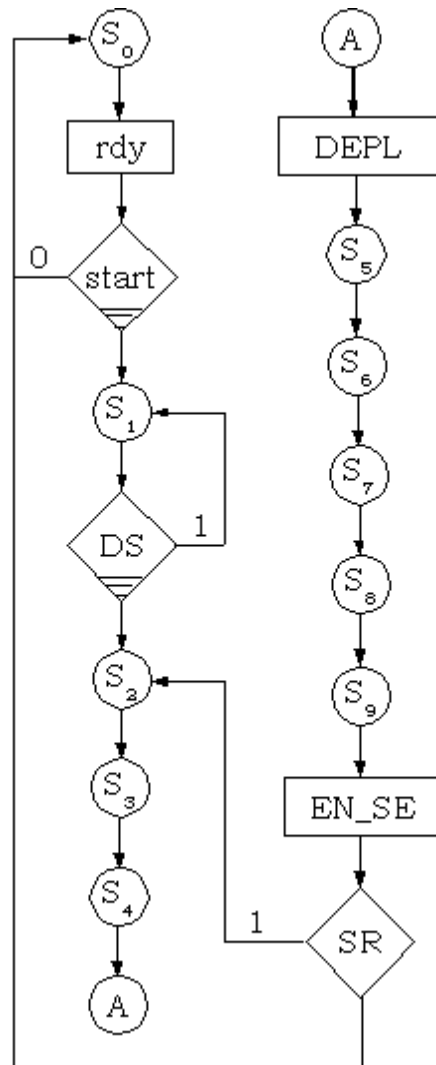 S₀
rdy
0
start
S₁
1
DS
S₂
S₃
S₄
A
A
DEPL
S₅
S₆
S₇
S₈
S₉
EN_SE
1
SR